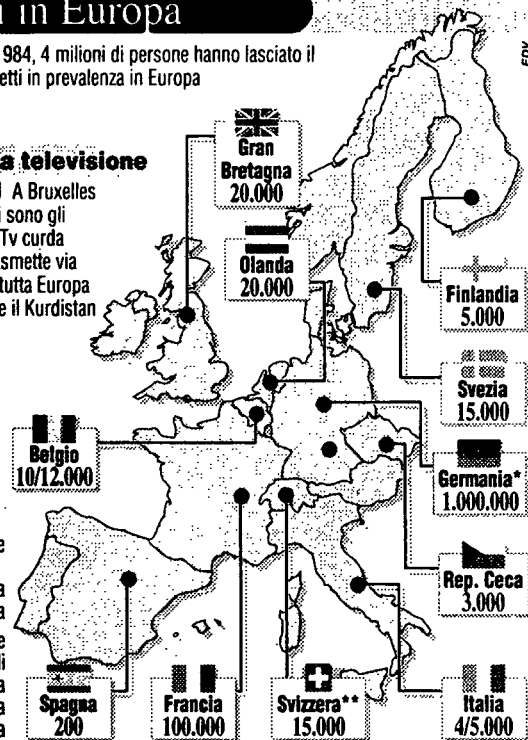 i in Europa
984, 4 milioni di persone hanno lasciato il
etti in prevalenza in Europa
a televisione
A Bruxelles
i sono gli
Tv curda
smette via
tutta Europa
e il Kurdistan
Gran
Bretagna
20.000
Olanda
20.000
Finlandia
5.000
Svezia
15.000
Belgio
10/12.000
Germania*
1.000.000
Rep. Ceca
3.000
e
a
a
e
di
a
a
a
Spagna
200
Francia
100.000
Svizzera**
15.000
Italia
4/5.000